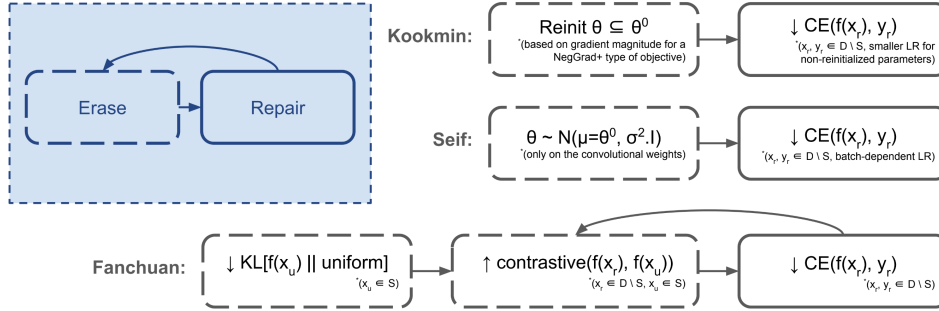 Erase
Repair
Kookmin:
Reinit θ ⊆ θ⁰
*(based on gradient magnitude for a
NegGrad+ type of objective)
↓ CE(f(xᵣ), yᵣ)
*(xᵣ, yᵣ ∈ D \ S, smaller LR for
non-reinitialized parameters)
Seif:
θ ~ N(μ=θ⁰, σ².I)
*(only on the convolutional weights)
↓ CE(f(xᵣ), yᵣ)
*(xᵣ, yᵣ ∈ D \ S, batch-dependent LR)
Fanchuan:
↓ KL[f(xᵤ) || uniform]
*(xᵤ ∈ S)
↑ contrastive(f(xᵣ), f(xᵤ))
*(xᵣ ∈ D \ S, xᵤ ∈ S)
↓ CE(f(xᵣ), yᵣ)
*(xᵣ, yᵣ ∈ D \ S)